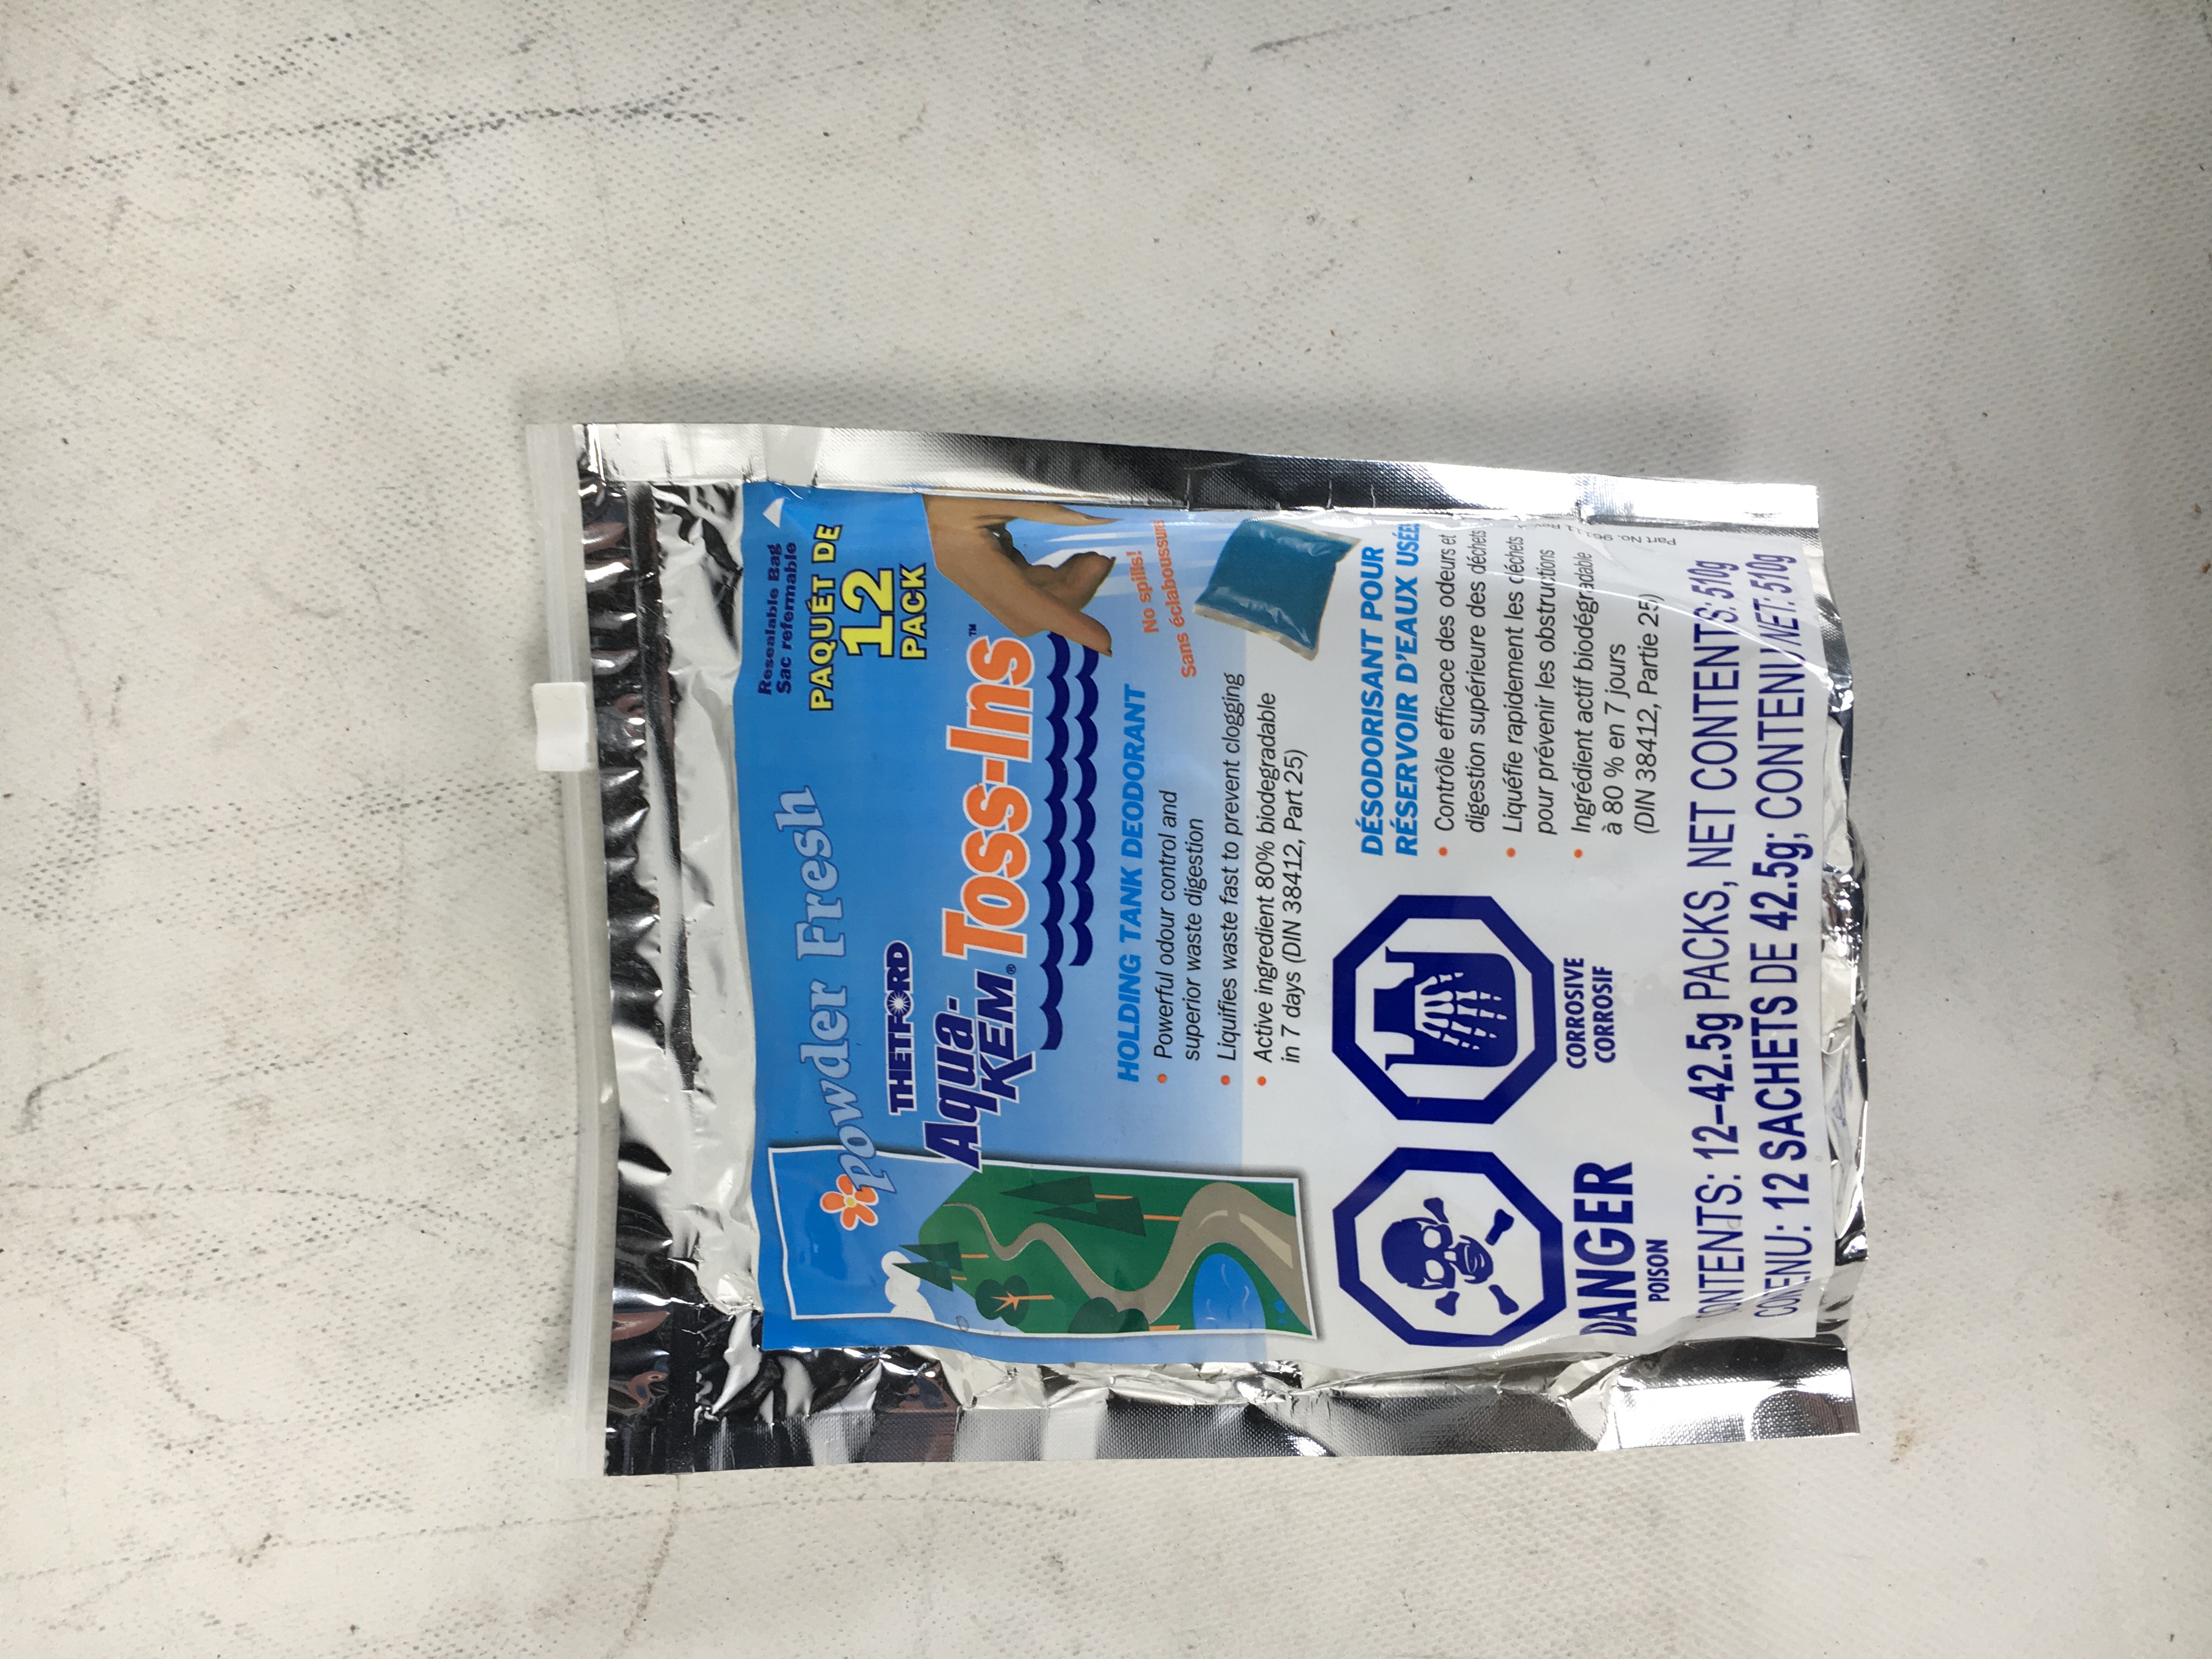 Resealable Bag
Sac refermable
PAQUET DE
12
PACK
powder Fresh
THETFORD
Aqua-
KEM® Toss-Ins™
No spills!
Sans éclaboussure
HOLDING TANK DEODORANT
• Powerful odour control and
superior waste digestion
• Liquifies waste fast to prevent clogging
• Active ingredient 80% biodegradable
in 7 days (DIN 38412, Part 25)
DÉSODORISANT POUR
RÉSERVOIR D'EAUX USÉES
• Contrôle efficace des odeurs et
digestion supérieure des déchets
• Liquéfie rapidement les déchets
pour prévenir les obstructions
• Ingrédient actif biodégradable
à 80 % en 7 jours
(DIN 38412, Partie 25)
Part No.
CORROSIVE
CORROSIF
DANGER
POISON
CONTENTS: 12–42.5g PACKS, NET CONTENTS: 510g
CONTENU: 12 SACHETS DE 42.5g; CONTENU NET: 510g